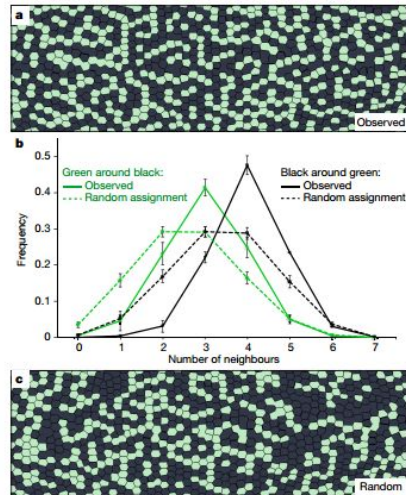 a
Observed
b
Green around black:
Observed
Random assignment
Black around green:
Observed
Random assignment
Frequency
0.5
0.4
0.3
0.2
0.1
0
0 1 2 3 4 5 6 7
Number of neighbours
c
Random